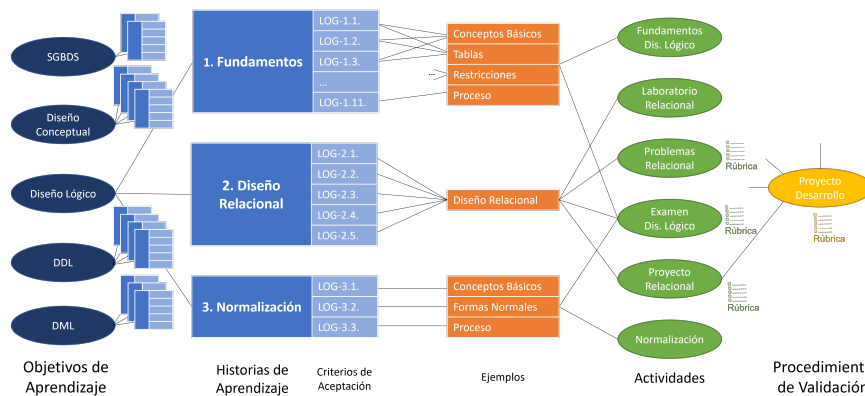 SGBDS
Diseño
Conceptual
Diseño Lógico
DDL
DML
Objetivos de
Aprendizaje
1. Fundamentos
LOG-1.1.
LOG-1.2.
LOG-1.3.
...
LOG-1.11.
2. Diseño
Relacional
LOG-2.1.
LOG-2.2.
LOG-2.3.
LOG-2.4.
LOG-2.5.
3. Normalización
LOG-3.1.
LOG-3.2.
LOG-3.3.
Historias de
Aprendizaje
Criterios de
Aceptación
Conceptos Básicos
Tablas
...
Restricciones
Proceso
Diseño Relacional
Conceptos Básicos
Formas Normales
Proceso
Ejemplos
Fundamentos
Dis. Lógico
Laboratorio
Relacional
Problemas
Relacional
Rúbrica
Examen
Dis. Lógico
Rúbrica
Proyecto
Relacional
Rúbrica
Normalización
Actividades
Proyecto
Desarrollo
Rúbrica
Procedimient
de Validación